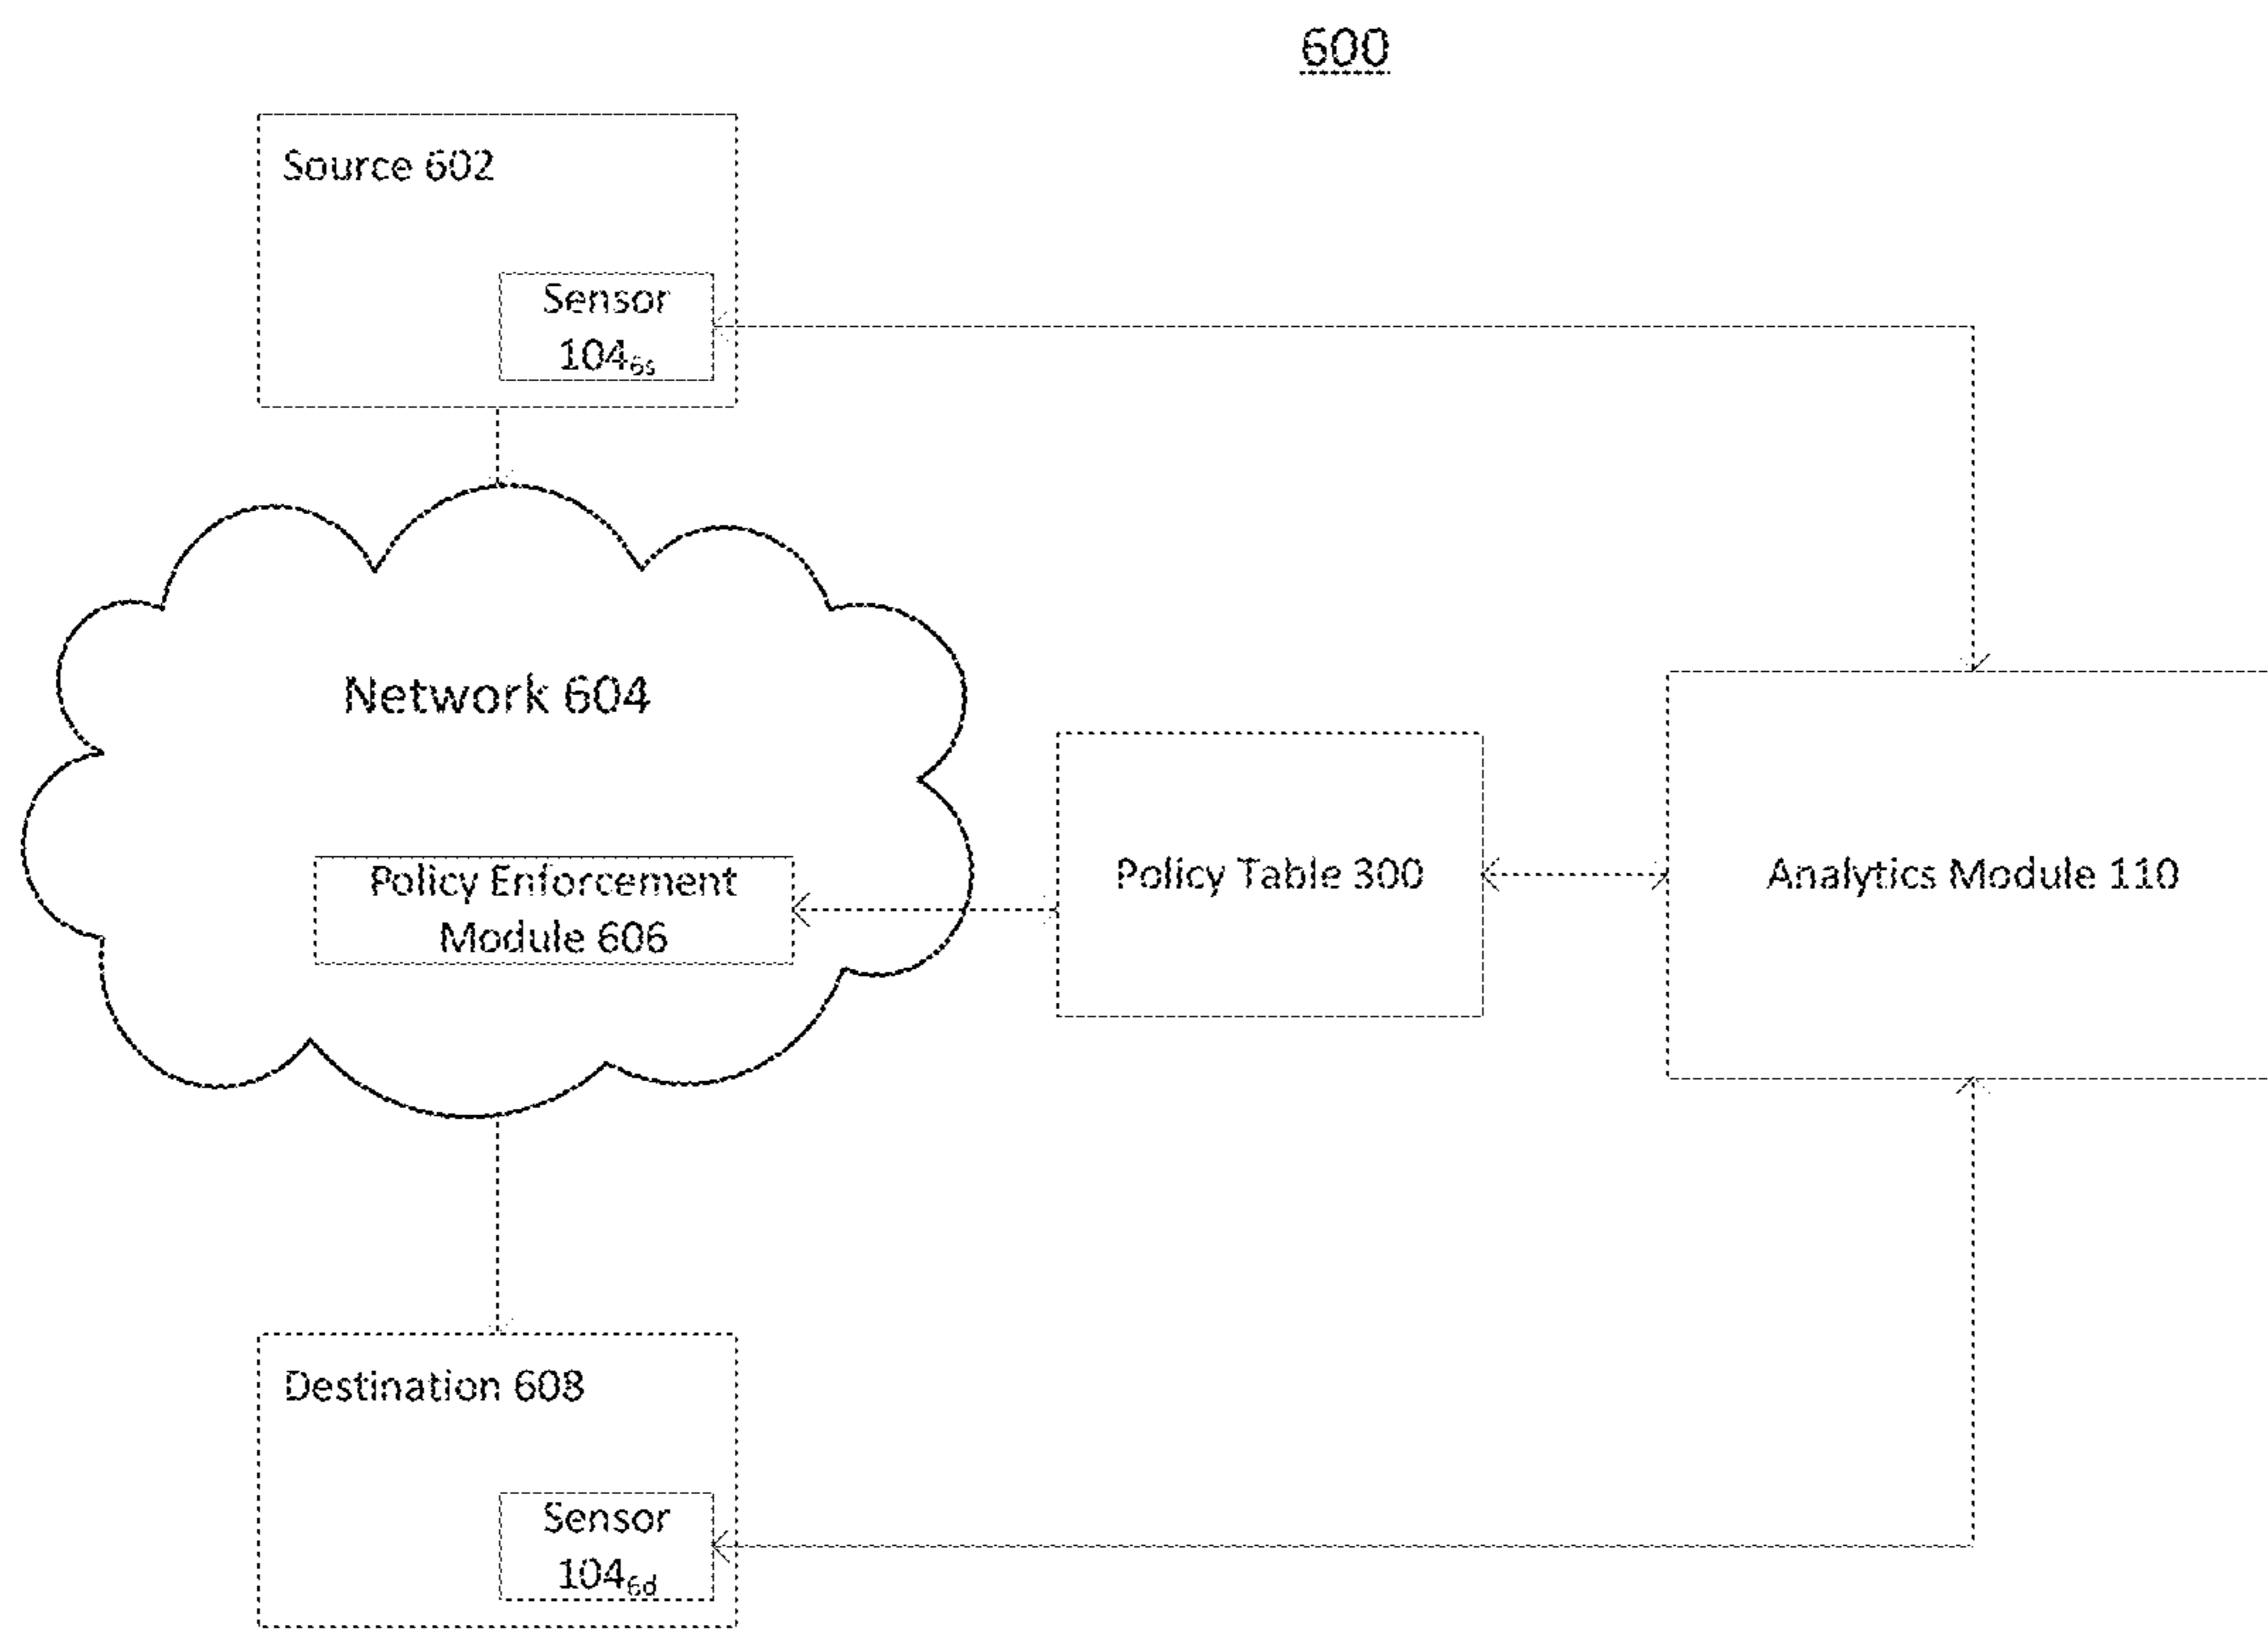 600
Source 602
Sensor
104₆ₛ
Network 604
Policy Enforcement
Module 606
Policy Table 300
Analytics Module 110
Destination 608
Sensor
104₆d